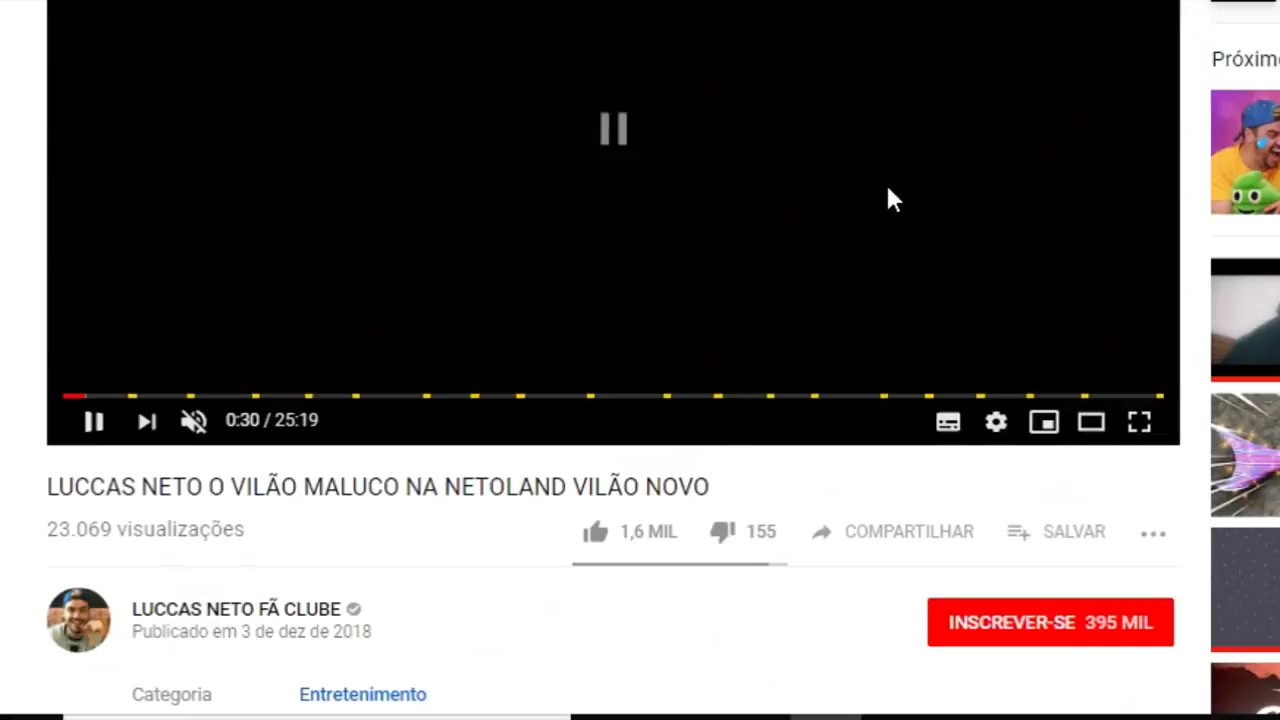 Próxim
0:30 / 25:19
LUCCAS NETO O VILÃO MALUCO NA NETOLAND VILÃO NOVO
23.069 visualizações
1,6 MIL 155 COMPARTILHAR SALVAR
LUCCAS NETO FÃ CLUBE
Publicado em 3 de dez de 2018
INSCREVER-SE 395 MIL
Categoria Entretenimento